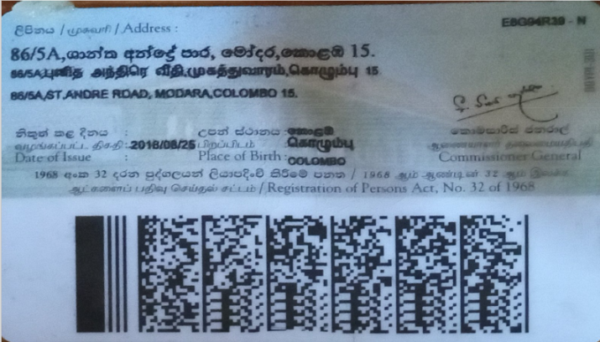 ලිපිනය / முகவரி / Address :
E8G94R39 - N
86/5A,ශාන්ත අන්ද්‍රේ පාර, මෝදර,කොළඹ 15.
86/5A,புனித அந்திரெ வீதி,முகத்துவாரம்,கொழும்பு 15
86/5A,ST.ANDRE ROAD, MODARA,COLOMBO 15.
නිකුත් කළ දිනය : උපන් ස්ථානය : කොළඹ කොමසාරිස් ජනරාල්
வழங்கப்பட்ட திகதி : 2018/08/25 பிறப்பிடம் கொழும்பு ஆணையாளர்
Date of Issue Place of Birth : COLOMBO Commissioner General
1968 අංක 32 දරන පුද්ගලයන් ලියාපදිංචි කිරීමේ පනත / 1968 ஆம் ஆண்டின் 32 ஆம் இலக்க
ஆட்களைப் பதிவு செய்தல் சட்டம் / Registration of Persons Act, No. 32 of 1968